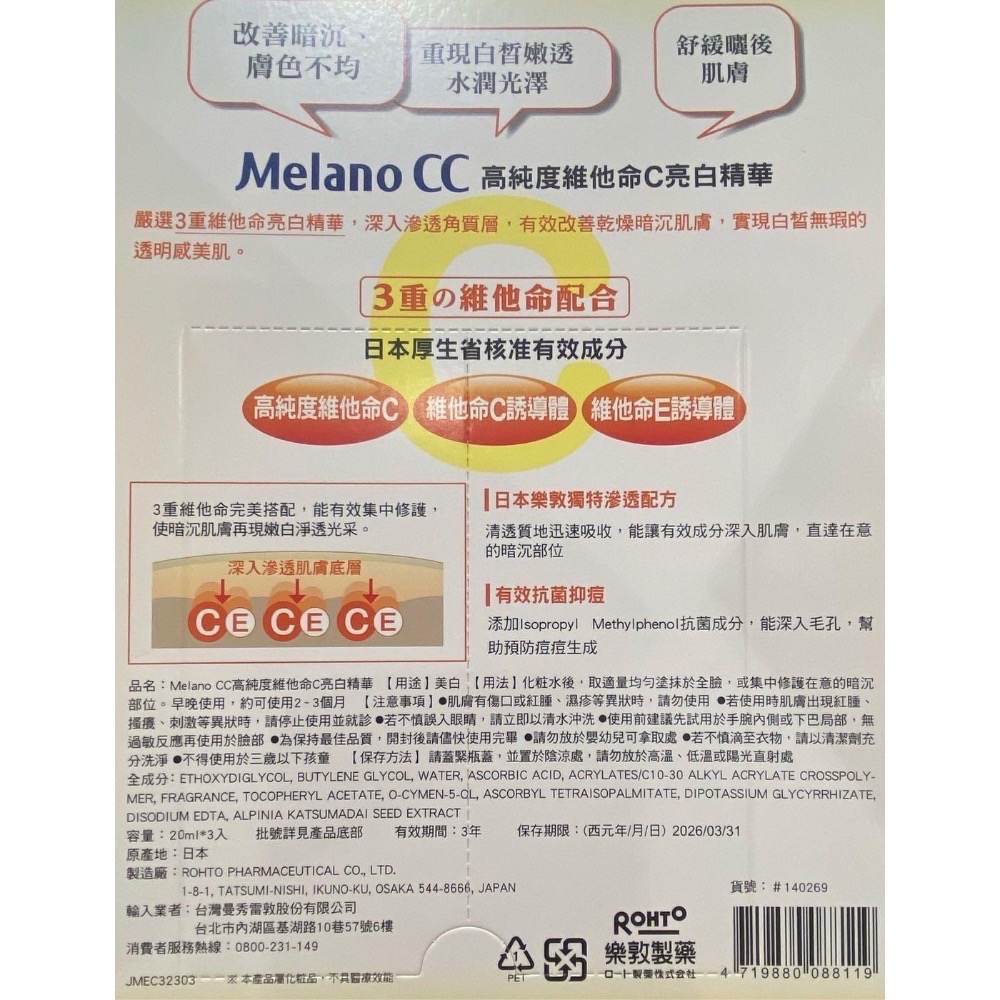 改善暗沉、
膚色不均
重現白皙嫩透
水潤光澤
舒緩曬後
肌膚
Melano CC 高純度維他命C亮白精華
嚴選3重維他命亮白精華，深入滲透角質層，有效改善乾燥暗沉肌膚，實現白皙無瑕的
透明感美肌。
3重の維他命配合
日本厚生省核准有效成分
高純度維他命C 維他命C誘導體 維他命E誘導體
3重維他命完美搭配，能有效集中修護，
使暗沉肌膚再現嫩白淨透光采。
深入滲透肌膚底層
CE CE CE
日本樂敦獨特滲透配方
清透質地迅速吸收，能讓有效成分深入肌膚，直達在意
的暗沉部位
有效抗菌抑痘
添加Isopropyl Methylphenol抗菌成分，能深入毛孔，幫
助預防痘痘生成
品名：Melano CC高純度維他命C亮白精華 【用途】美白 【用法】化粧水後，取適量均勻塗抹於全臉，或集中修護在意的暗沉
部位。早晚使用，約可使用2-3個月 【注意事項】●肌膚有傷口或紅腫、濕疹等異狀時，請勿使用 ●若使用時肌膚出現紅腫、
搔癢、刺激等異狀時，請停止使用並就診 ●若不慎誤入眼睛，請立即以清水沖洗 ●使用前建議先試用於手腕內側或下巴局部，無
過敏反應再使用於臉部 ●為保持最佳品質，開封後請儘快使用完畢 ●請勿放於嬰幼兒可拿取處 ●若不慎滴至衣物，請以清潔劑充
分洗淨 ●不得使用於三歲以下孩童 【保存方法】請蓋緊瓶蓋，並置於陰涼處，請勿放於高溫、低溫或陽光直射處
全成分：ETHOXYDIGLYCOL, BUTYLENE GLYCOL, WATER, ASCORBIC ACID, ACRYLATES/C10-30 ALKYL ACRYLATE CROSSPOLY-
MER, FRAGRANCE, TOCOPHERYL ACETATE, O-CYMEN-5-OL, ASCORBYL TETRAISOPALMITATE, DIPOTASSIUM GLYCYRRHIZATE,
DISODIUM EDTA, ALPINIA KATSUMADAI SEED EXTRACT
容量：20ml*3入 批號詳見產品底部 有效期間：3年 保存期限：(西元年/月/日) 2026/03/31
原產地：日本
製造廠：ROHTO PHARMACEUTICAL CO., LTD.
1-8-1, TATSUMI-NISHI, IKUNO-KU, OSAKA 544-8666, JAPAN
貨號：＃140269
輸入業者：台灣曼秀雷敦股份有限公司
台北市內湖區基湖路10巷57號6樓
消費者服務熱線：0800-231-149
JMEC32303 ※ 本產品屬化粧品，不具醫療效能
1
PET
ROHTO
樂敦製藥
ロート製薬株式会社
4 719880 088119